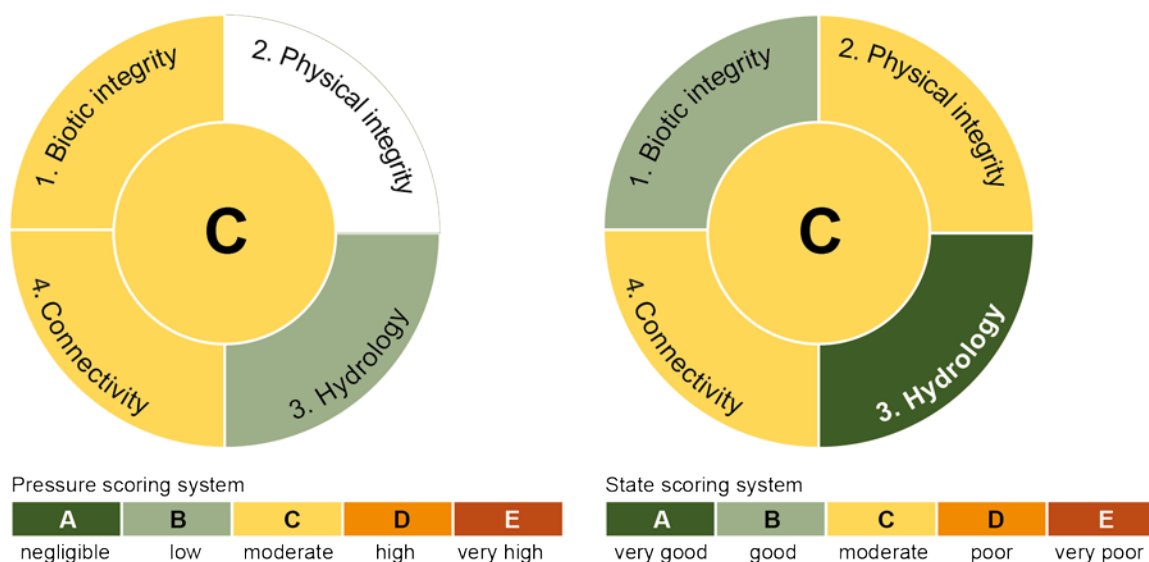 1. Biotic integrity
2. Physical integrity
C
4. Connectivity
3. Hydrology
Pressure scoring system
A B C D E
negligible low moderate high very high
1. Biotic integrity
2. Physical integrity
C
4. Connectivity
3. Hydrology
State scoring system
A B C D E
very good good moderate poor very poor